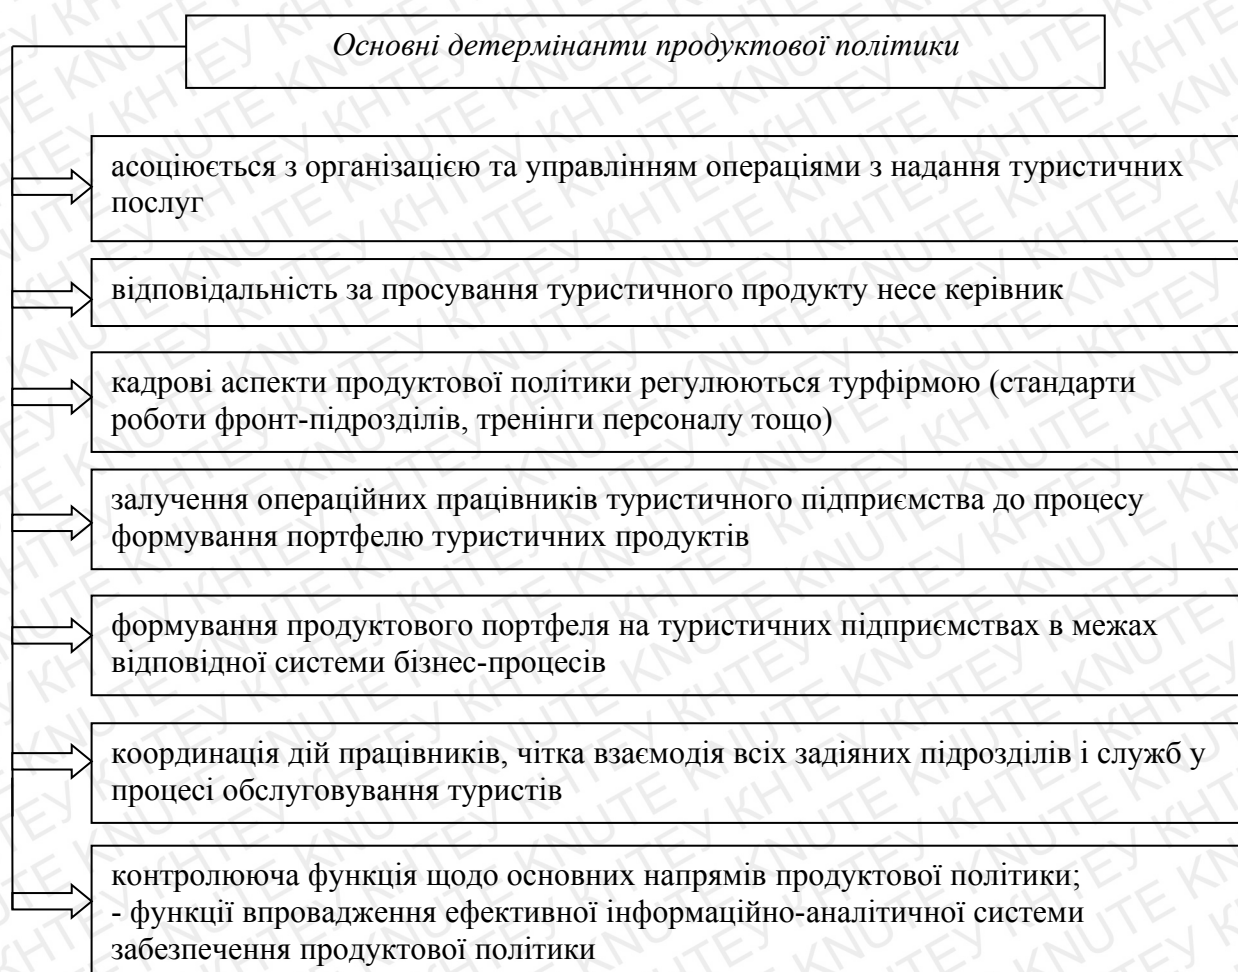 Основні детермінанти продуктової політики
асоціюється з організацією та управлінням операціями з надання туристичних
послуг
відповідальність за просування туристичного продукту несе керівник
кадрові аспекти продуктової політики регулюються турфірмою (стандарти
роботи фронт-підрозділів, тренінги персоналу тощо)
залучення операційних працівників туристичного підприємства до процесу
формування портфелю туристичних продуктів
формування продуктового портфеля на туристичних підприємствах в межах
відповідної системи бізнес-процесів
координація дій працівників, чітка взаємодія всіх задіяних підрозділів і служб у
процесі обслуговування туристів
контролююча функція щодо основних напрямів продуктової політики;
- функції впровадження ефективної інформаційно-аналітичної системи
забезпечення продуктової політики